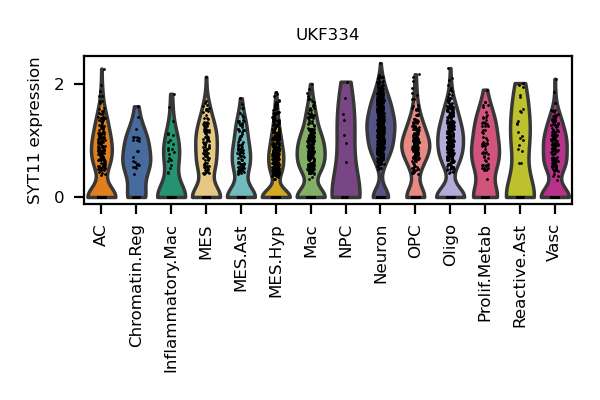 UKF334
SYT11 expression
2
0
AC
Chromatin.Reg
Inflammatory.Mac
MES
MES.Ast
MES.Hyp
Mac
NPC
Neuron
OPC
Oligo
Prolif.Metab
Reactive.Ast
Vasc